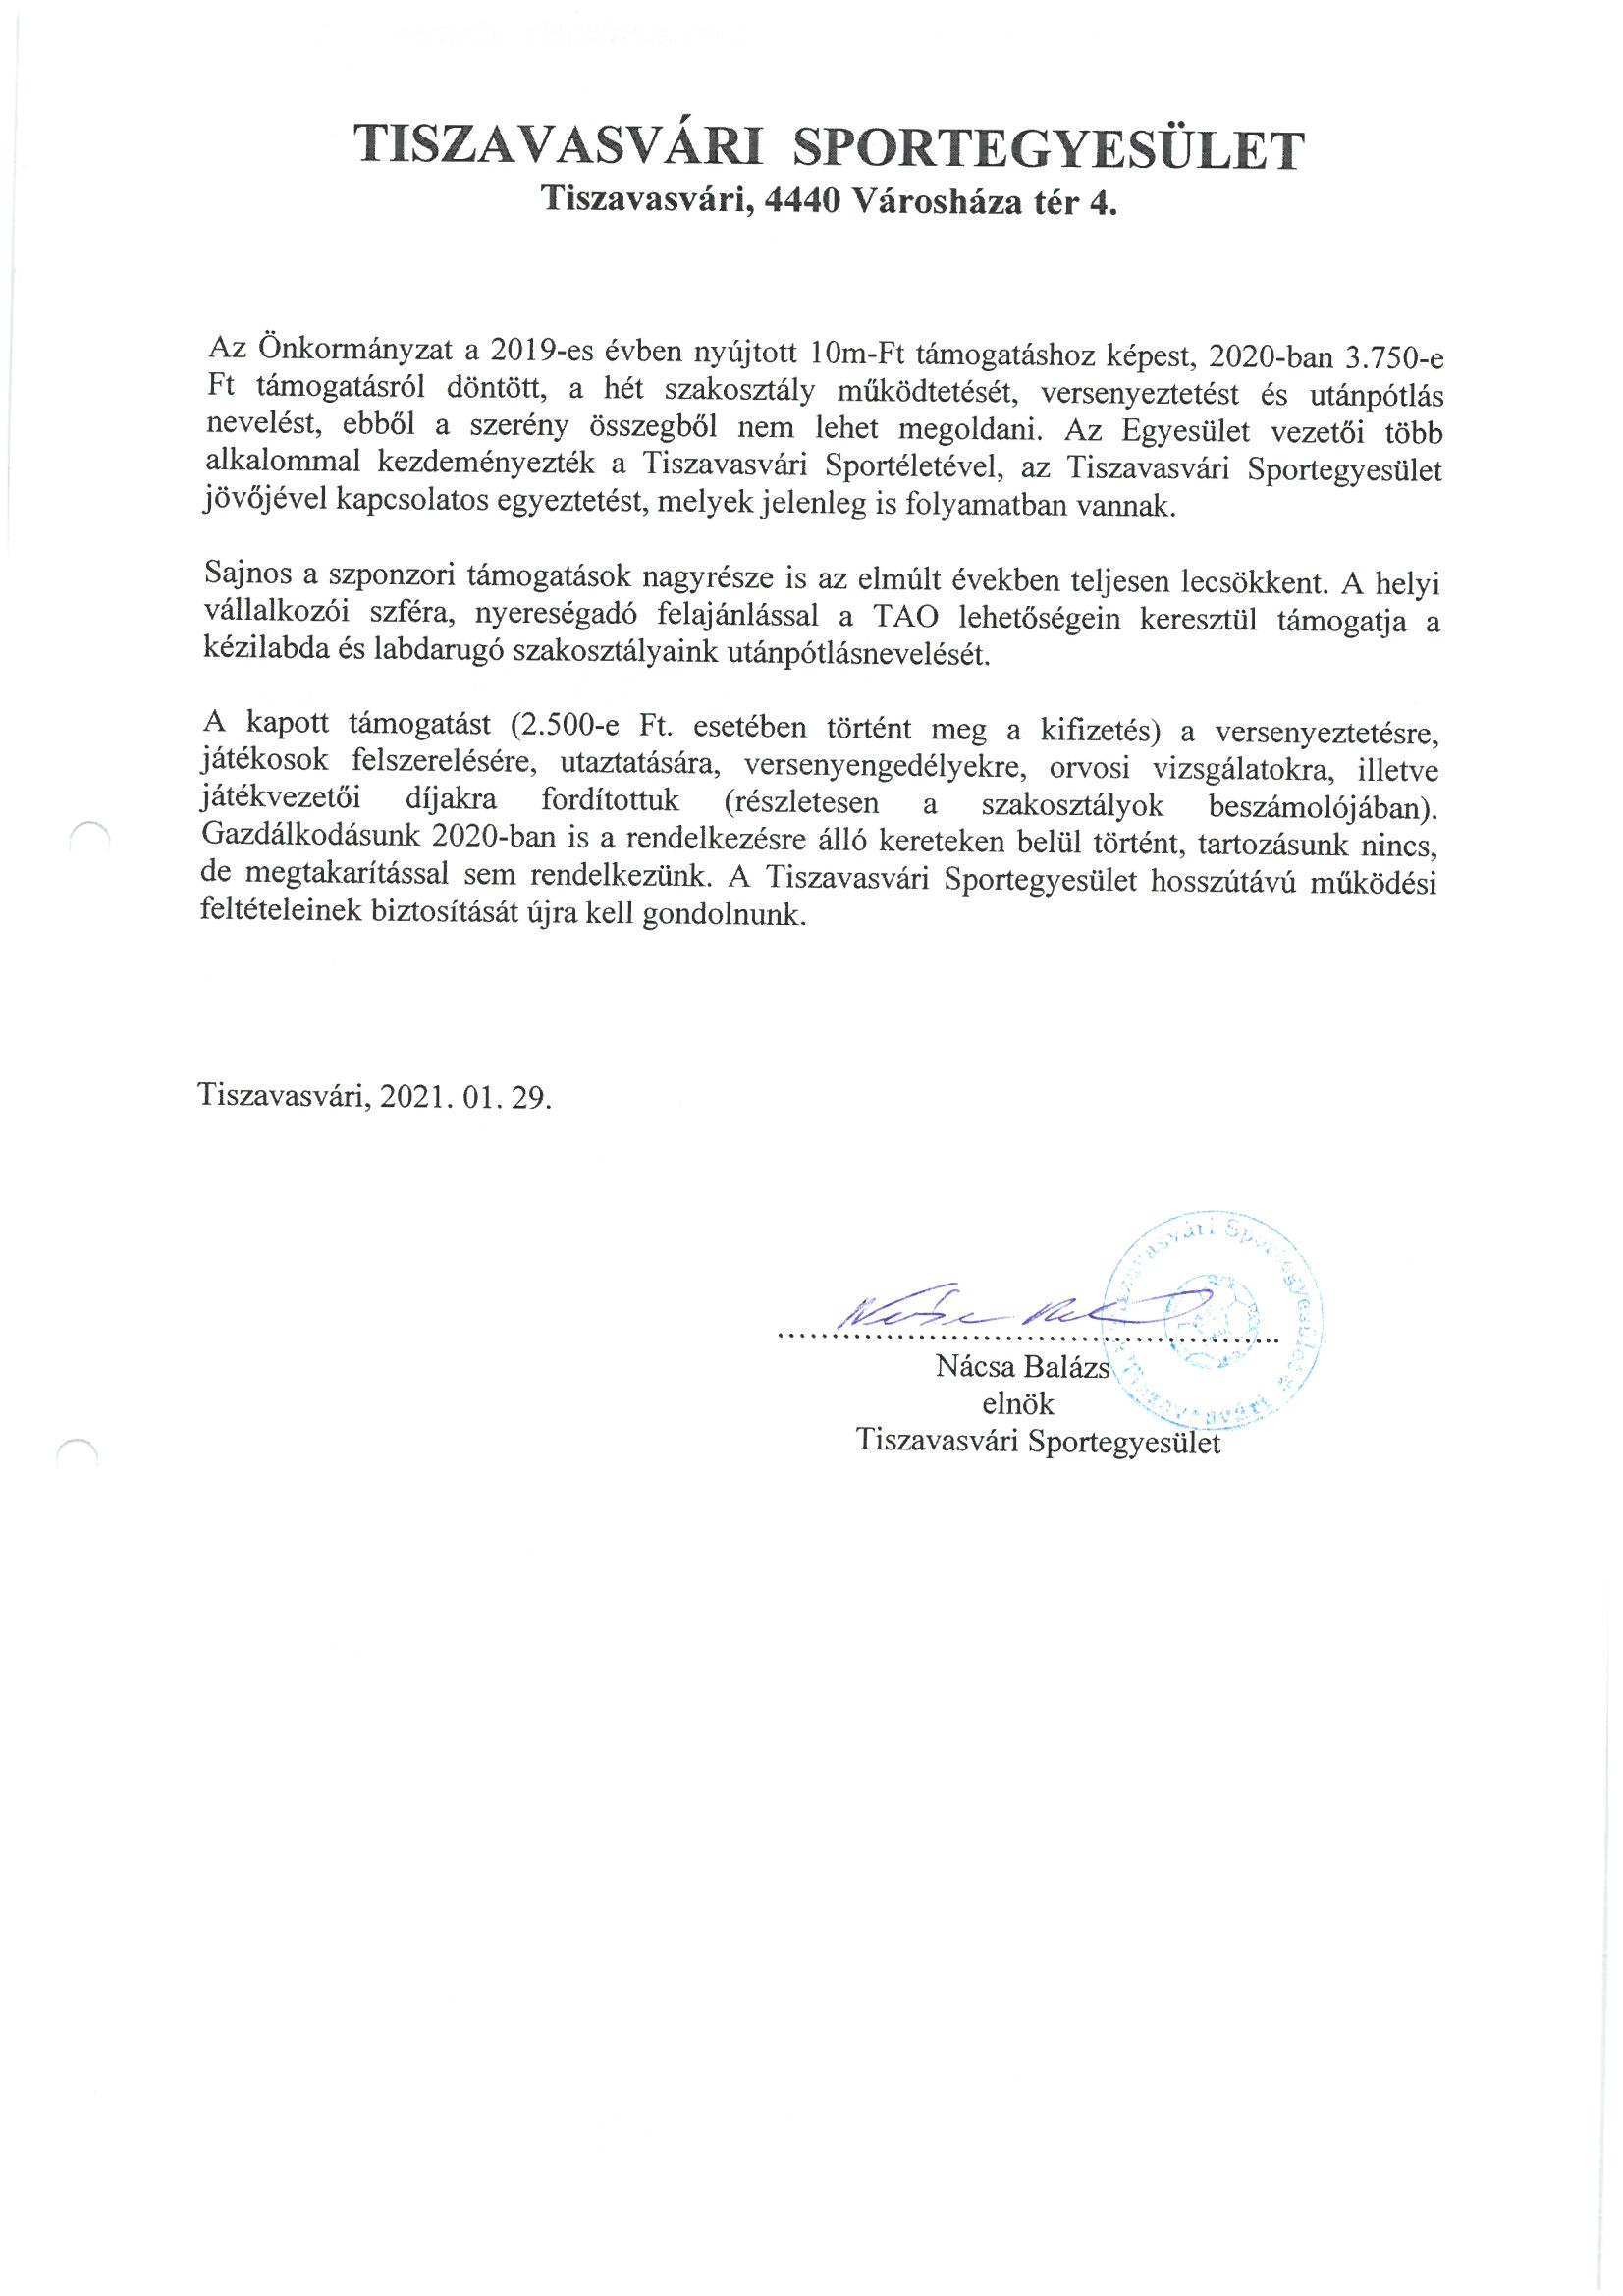 TISZAVASVÁRI SPORTEGYESÜLET
Tiszavasvári, 4440 Városháza tér 4.
Az Önkormányzat a 2019-es évben nyújtott 10m-Ft támogatáshoz képest, 2020-ban 3.750-e
Ft támogatásról döntött, a hét szakosztály működtetését, versenyeztetést és utánpótlás
nevelést, ebből a szerény összegből nem lehet megoldani. Az Egyesület vezetői több
alkalommal kezdeményezték a Tiszavasvári Sportéletével, az Tiszavasvári Sportegyesület
jövőjével kapcsolatos egyeztetést, melyek jelenleg is folyamatban vannak.
Sajnos a szponzori támogatások nagyrésze is az elmúlt években teljesen lecsökkent. A helyi
vállalkozói szféra, nyereségadó felajánlással a TAO lehetőségein keresztül támogatja a
kézilabda és labdarugó szakosztályaink utánpótlásnevelését.
A kapott támogatást (2.500-e Ft. esetében történt meg a kifizetés) a versenyeztetésre,
játékosok felszerelésére, utaztatására, versenyengedélyekre, orvosi vizsgálatokra, illetve
játékvezetői díjakra fordítottuk (részletesen a szakosztályok beszámolójában).
Gazdálkodásunk 2020-ban is a rendelkezésre álló kereteken belül történt, tartozásunk nincs,
de megtakarítással sem rendelkezünk. A Tiszavasvári Sportegyesület hosszútávú működési
feltételeinek biztosítását újra kell gondolnunk.
Tiszavasvári, 2021. 01. 29.
Nácsa Balázs
elnök
Tiszavasvári Sportegyesület